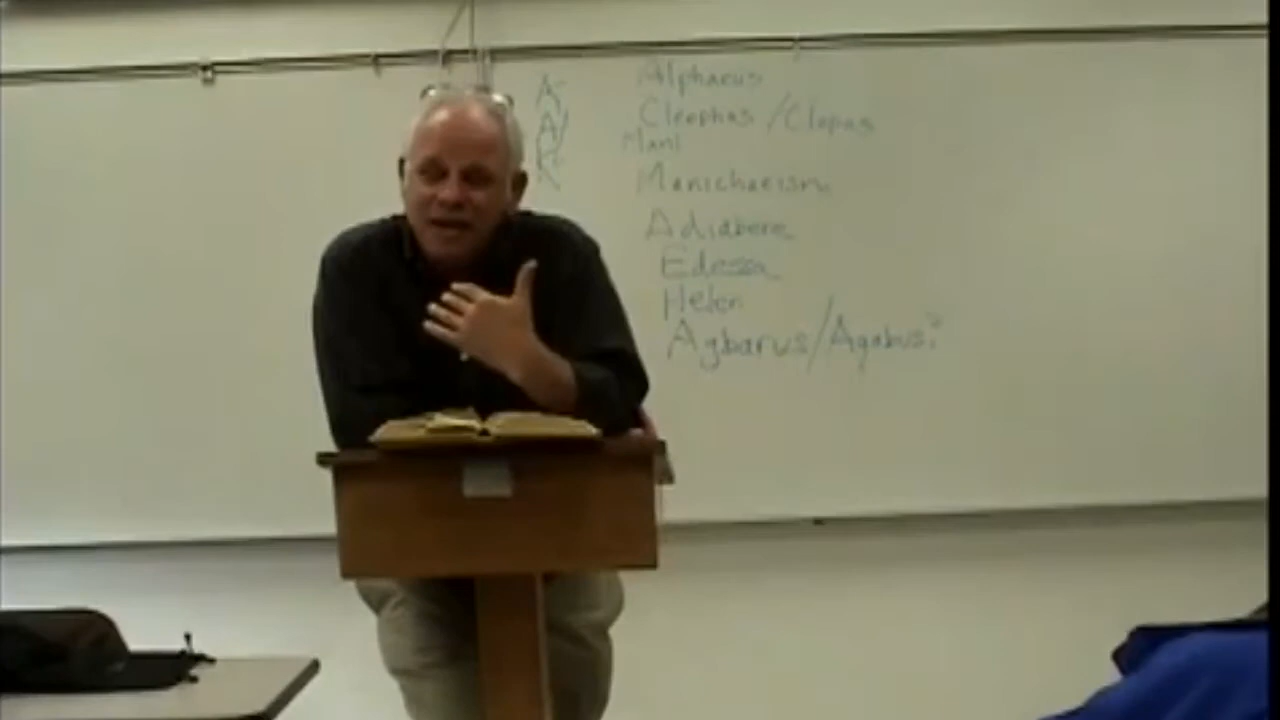 A-
A/
Alphaeus
Cleophas/Clopas
Mani
Manichaeism
Adiabene
Edessa
Helen
Agbarus/Agabus?